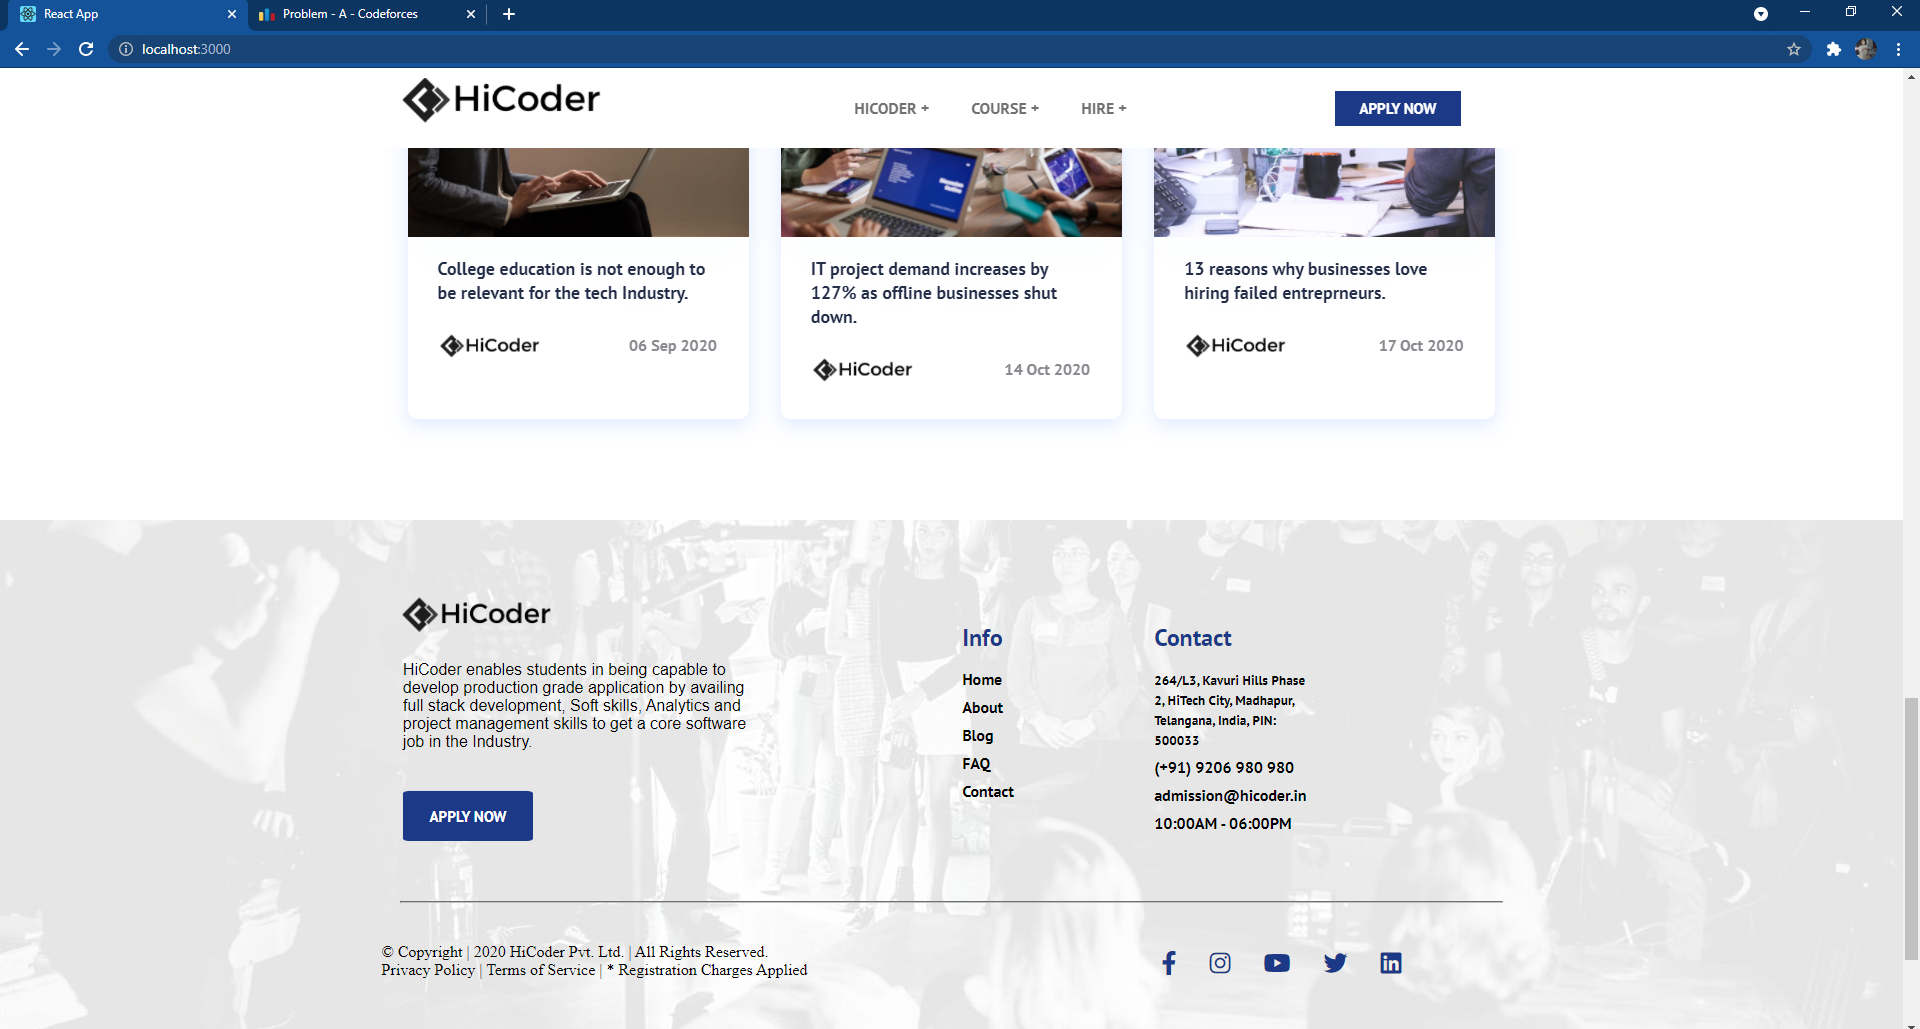 React App
Problem - A - Codeforces
localhost:3000
HiCoder
HICODER +
COURSE +
HIRE +
APPLY NOW
College education is not enough to
be relevant for the tech Industry.
HiCoder
06 Sep 2020
IT project demand increases by
127% as offline businesses shut
down.
HiCoder
14 Oct 2020
13 reasons why businesses love
hiring failed entreprneurs.
HiCoder
17 Oct 2020
HiCoder
HiCoder enables students in being capable to
develop production grade application by availing
full stack development, Soft skills, Analytics and
project management skills to get a core software
job in the Industry.
APPLY NOW
Info
Home
About
Blog
FAQ
Contact
Contact
264/L3, Kavuri Hills Phase
2, HiTech City, Madhapur,
Telangana, India, PIN:
500033
(+91) 9206 980 980
admission@hicoder.in
10:00AM - 06:00PM
© Copyright | 2020 HiCoder Pvt. Ltd. | All Rights Reserved.
Privacy Policy | Terms of Service | * Registration Charges Applied